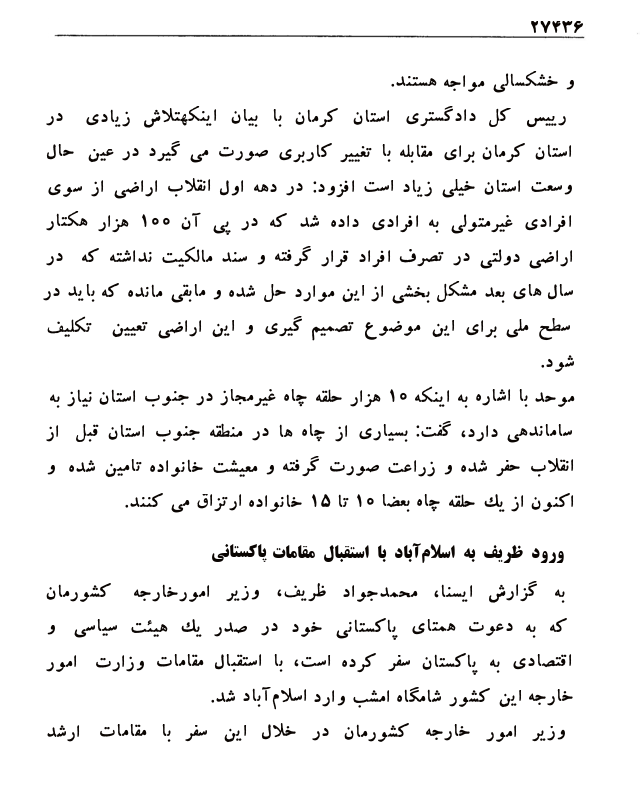 ۲۷۴۳۶
و خشکسالی مواجه هستند.
رییس کل دادگستری استان کرمان با بیان اینکهتلاش زیادی در
استان کرمان برای مقابله با تغییر کاربری صورت می گیرد در عین حال
وسعت استان خیلی زیاد است افزود: در دهه اول انقلاب اراضی از سوی
افرادی غیرمتولی به افرادی داده شد که در پی آن ۱۰۰ هزار هکتار
اراضی دولتی در تصرف افراد قرار گرفته و سند مالکیت نداشته که در
سال های بعد مشکل بخشی از این موارد حل شده و مابقی مانده که باید در
سطح ملی برای این موضوع تصمیم گیری و این اراضی تعیین تکلیف
شود.
موحد با اشاره به اینکه ۱۰ هزار حلقه چاه غیرمجاز در جنوب استان نیاز به
ساماندهی دارد، گفت: بسیاری از چاه ها در منطقه جنوب استان قبل از
انقلاب حفر شده و زراعت صورت گرفته و معیشت خانواده تامین شده و
اکنون از یك حلقه چاه بعضا ۱۰ تا ۱۵ خانواده ارتزاق می کنند.
ورود ظریف به اسلام‌آباد با استقبال مقامات پاکستانی
به گزارش ایسنا، محمدجواد ظریف، وزیر امورخارجه کشورمان
که به دعوت همتای پاکستانی خود در صدر یك هیئت سیاسی و
اقتصادی به پاکستان سفر کرده است، با استقبال مقامات وزارت امور
خارجه این کشور شامگاه امشب وارد اسلام‌آباد شد.
وزیر امور خارجه کشورمان در خلال این سفر با مقامات ارشد